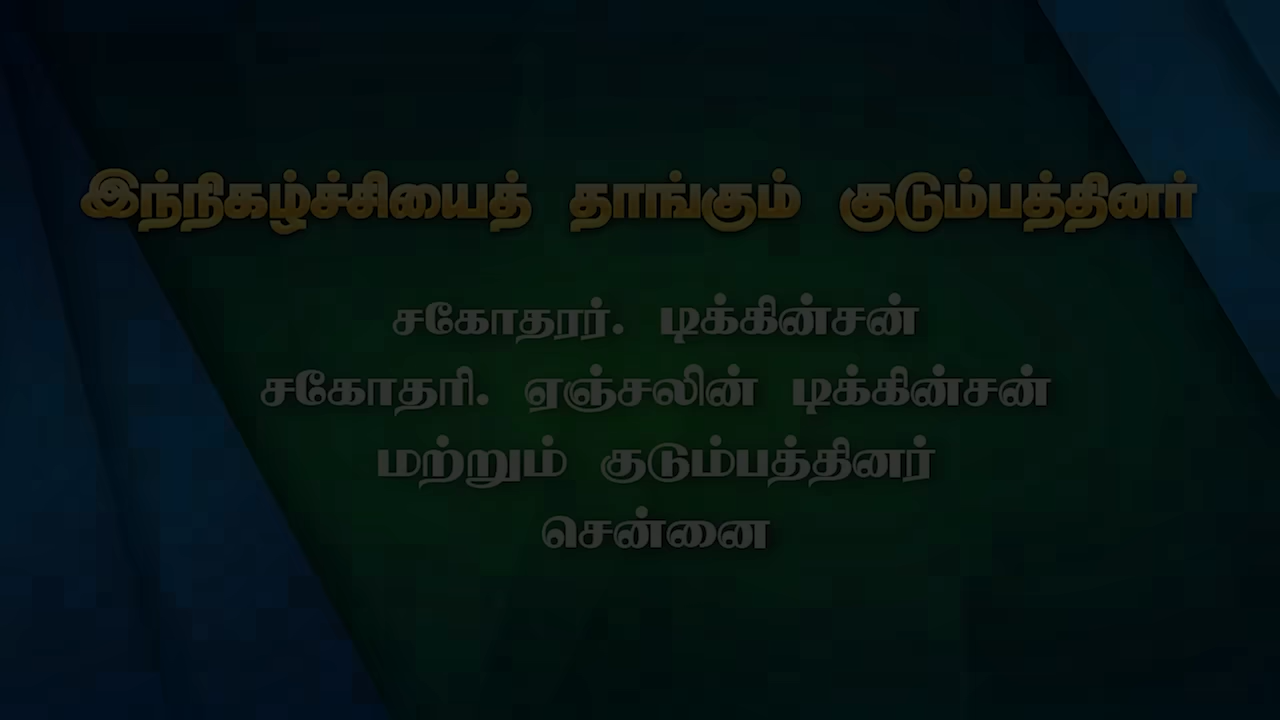 இந்நிகழ்ச்சியைத் தாங்கும் குடும்பத்தினர்
சகோதரர். டிக்கின்சன்
சகோதரி. ஏஞ்சலின் டிக்கின்சன்
மற்றும் குடும்பத்தினர்
சென்னை